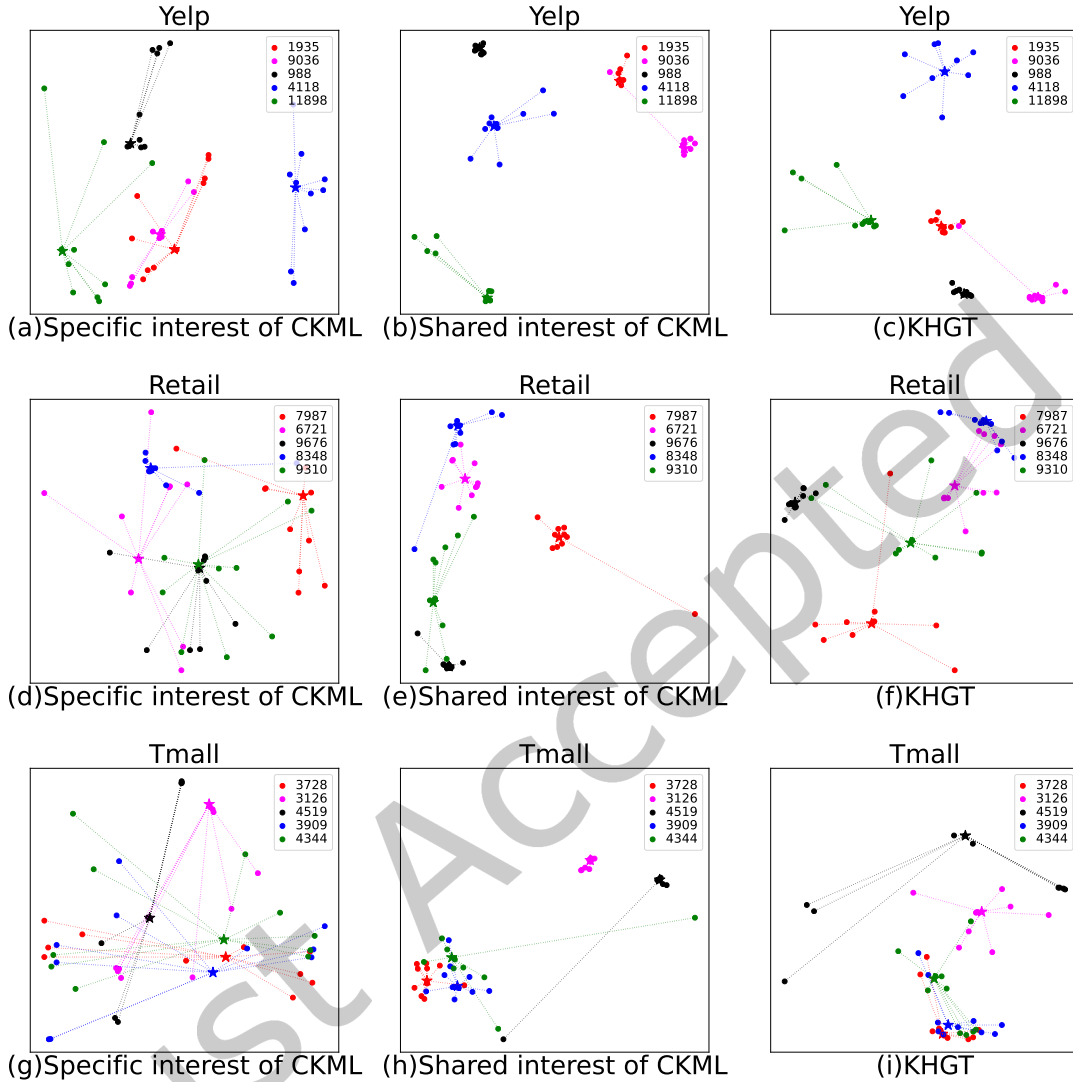 Yelp
Yelp
Yelp
1935
9036
988
4118
11898
1935
9036
988
4118
11898
1935
9036
988
4118
11898
(a)Specific interest of CKML
(b)Shared interest of CKML
(c)KHGT
Retail
Retail
Retail
7987
6721
9676
8348
9310
7987
6721
9676
8348
9310
7987
6721
9676
8348
9310
(d)Specific interest of CKML
(e)Shared interest of CKML
(f)KHGT
Tmall
Tmall
Tmall
3728
3126
4519
3909
4344
3728
3126
4519
3909
4344
3728
3126
4519
3909
4344
(g)Specific interest of CKML
(h)Shared interest of CKML
(i)KHGT
ust Accepted